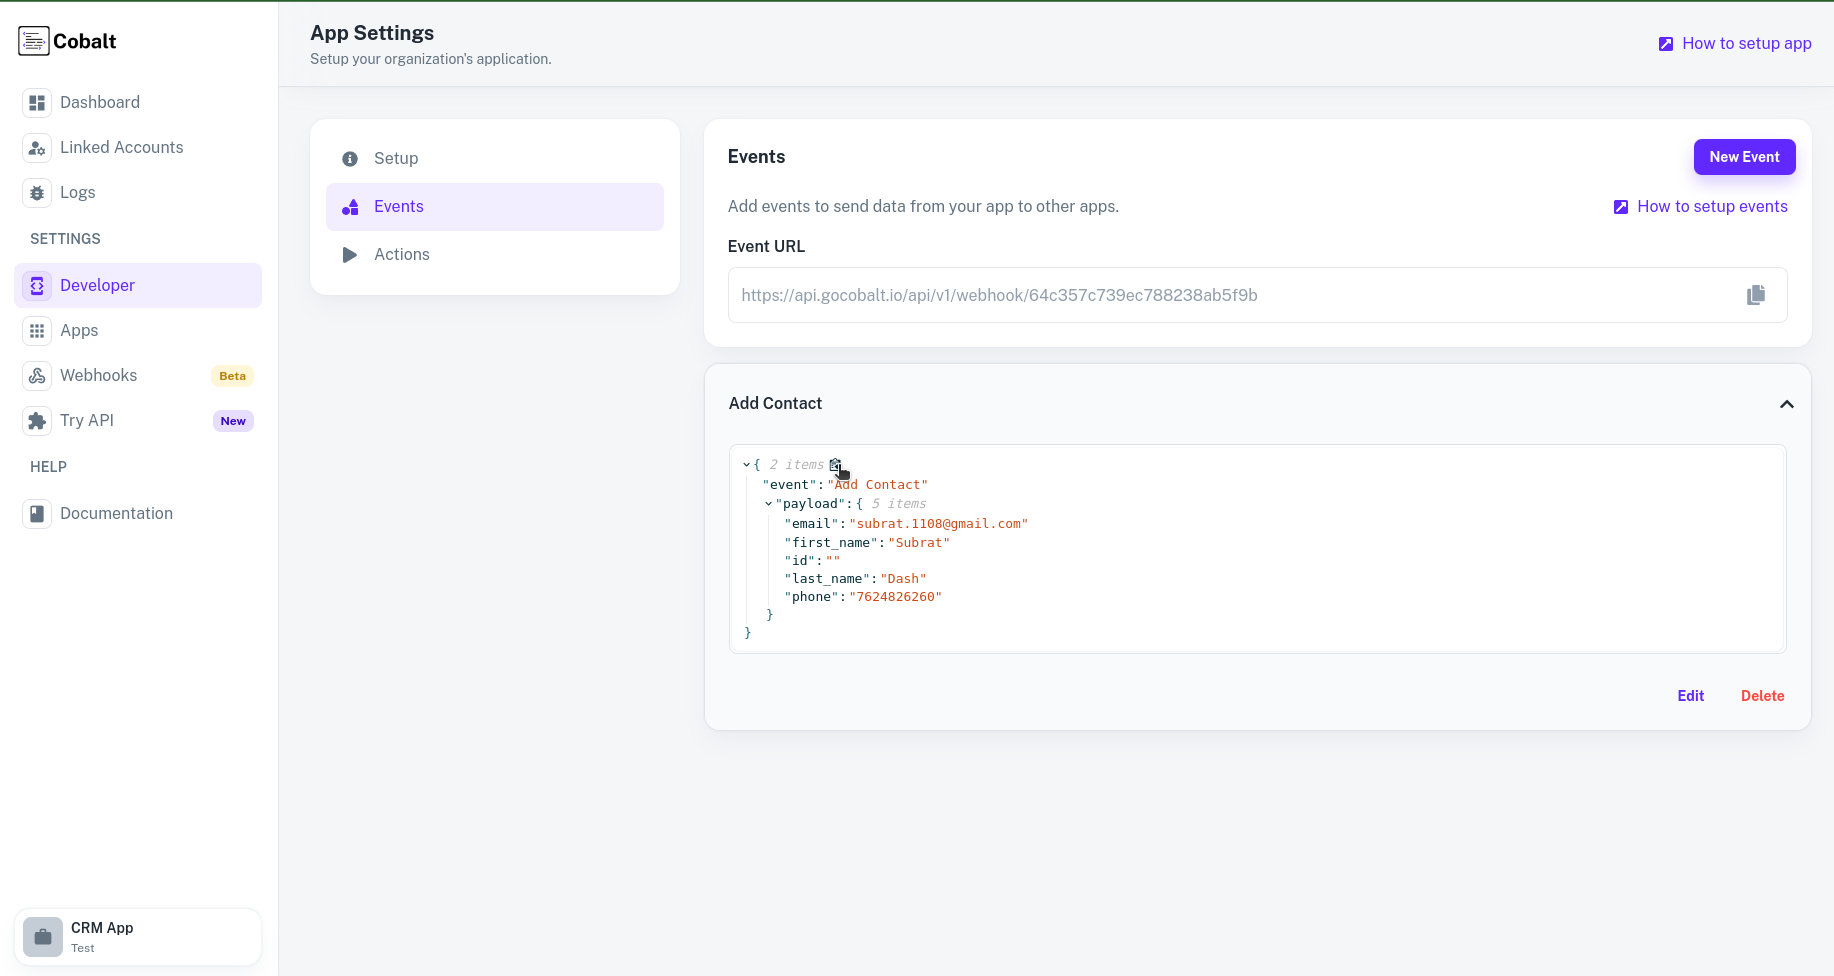 Cobalt
Dashboard
Linked Accounts
Logs
SETTINGS
Developer
Apps
Webhooks Beta
Try API New
HELP
Documentation
CRM App
Test
App Settings
Setup your organization's application.
How to setup app
Setup
Events
Actions
Events
New Event
Add events to send data from your app to other apps.
How to setup events
Event URL
https://api.gocobalt.io/api/v1/webhook/64c357c739ec788238ab5f9b
Add Contact
{ 2 items
"event":"Add Contact"
"payload":{ 5 items
"email":"subrat.1108@gmail.com"
"first_name":"Subrat"
"id":""
"last_name":"Dash"
"phone":"7624826260"
}
}
Edit
Delete